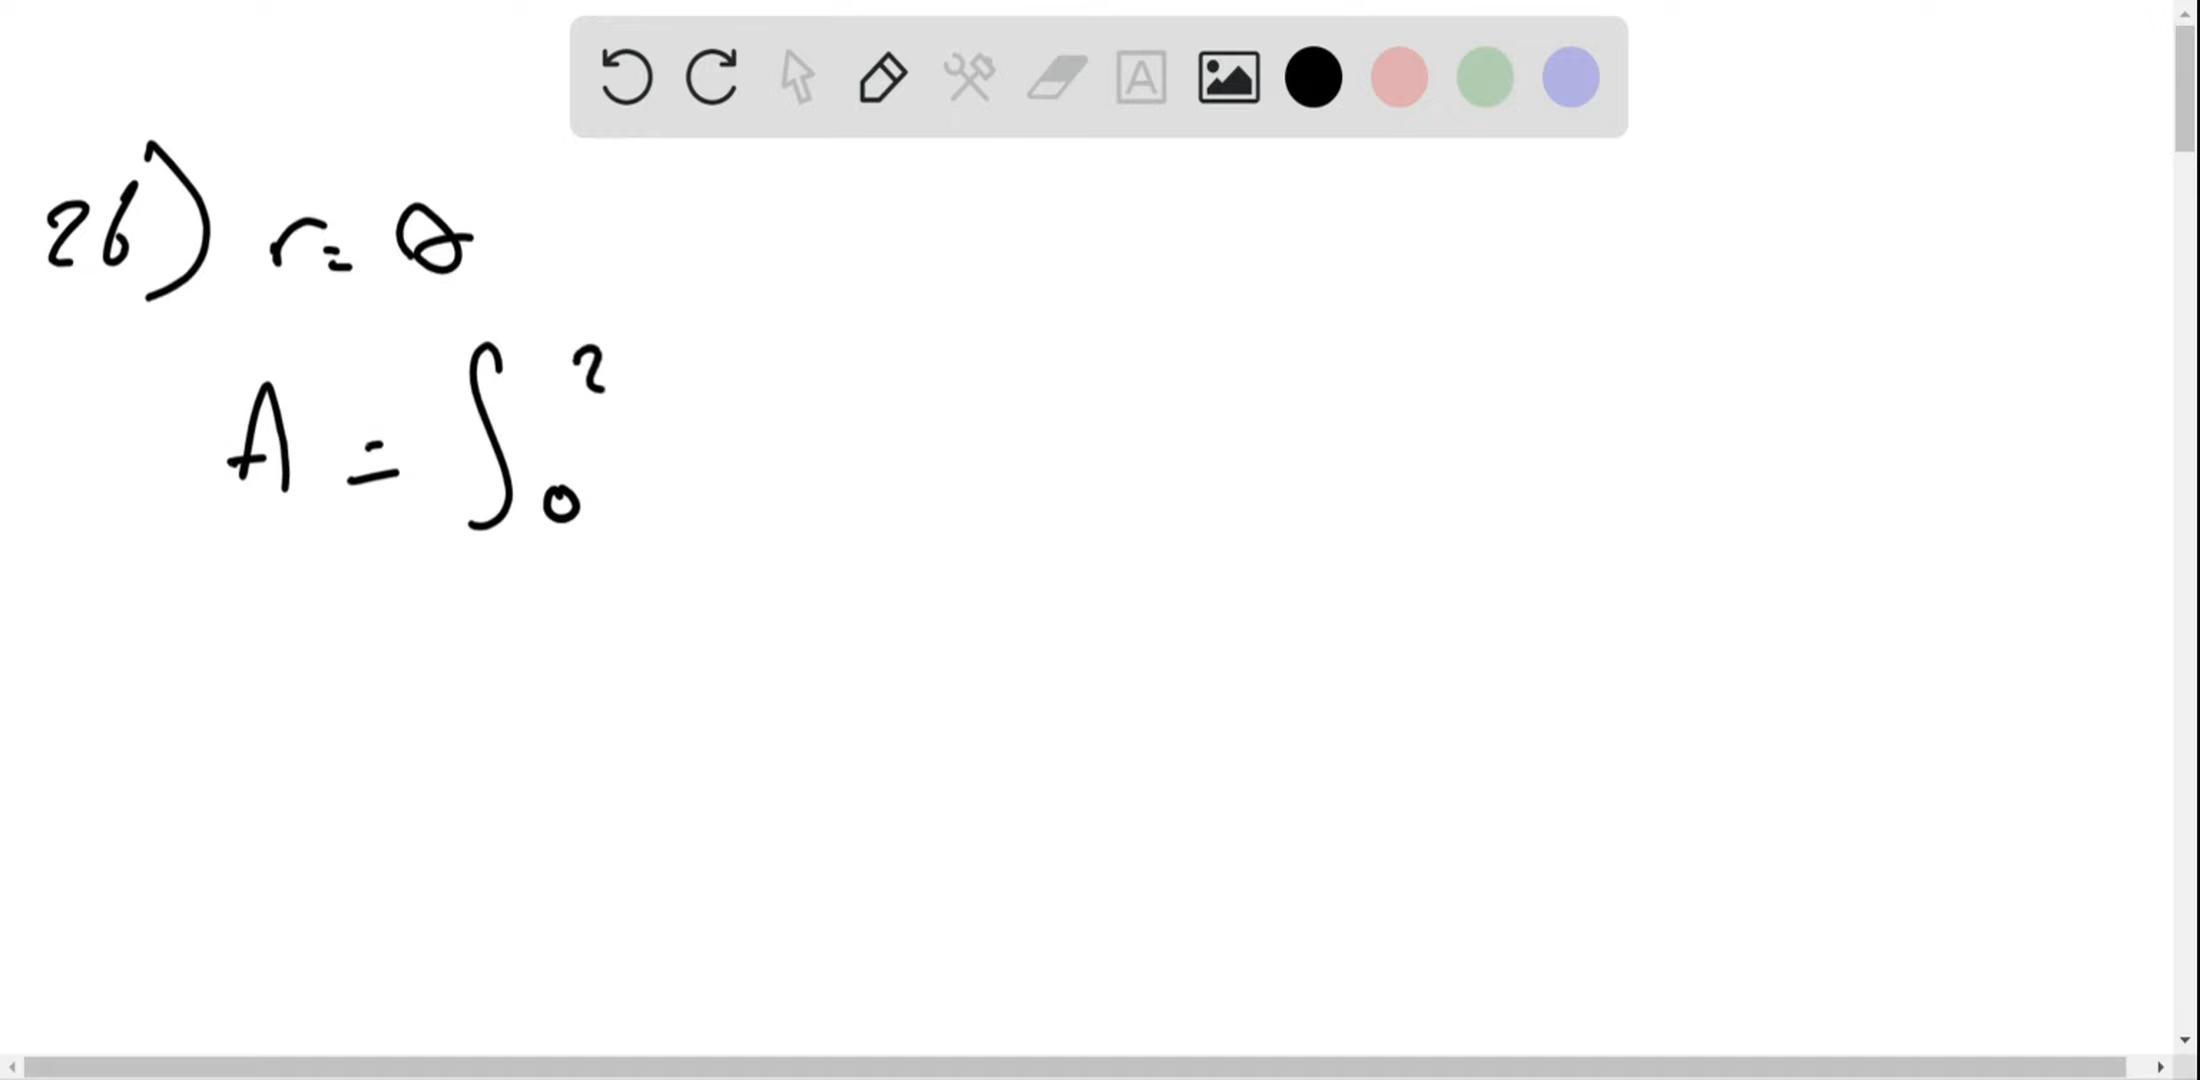 26) r = θ
A = ∫₀²
A